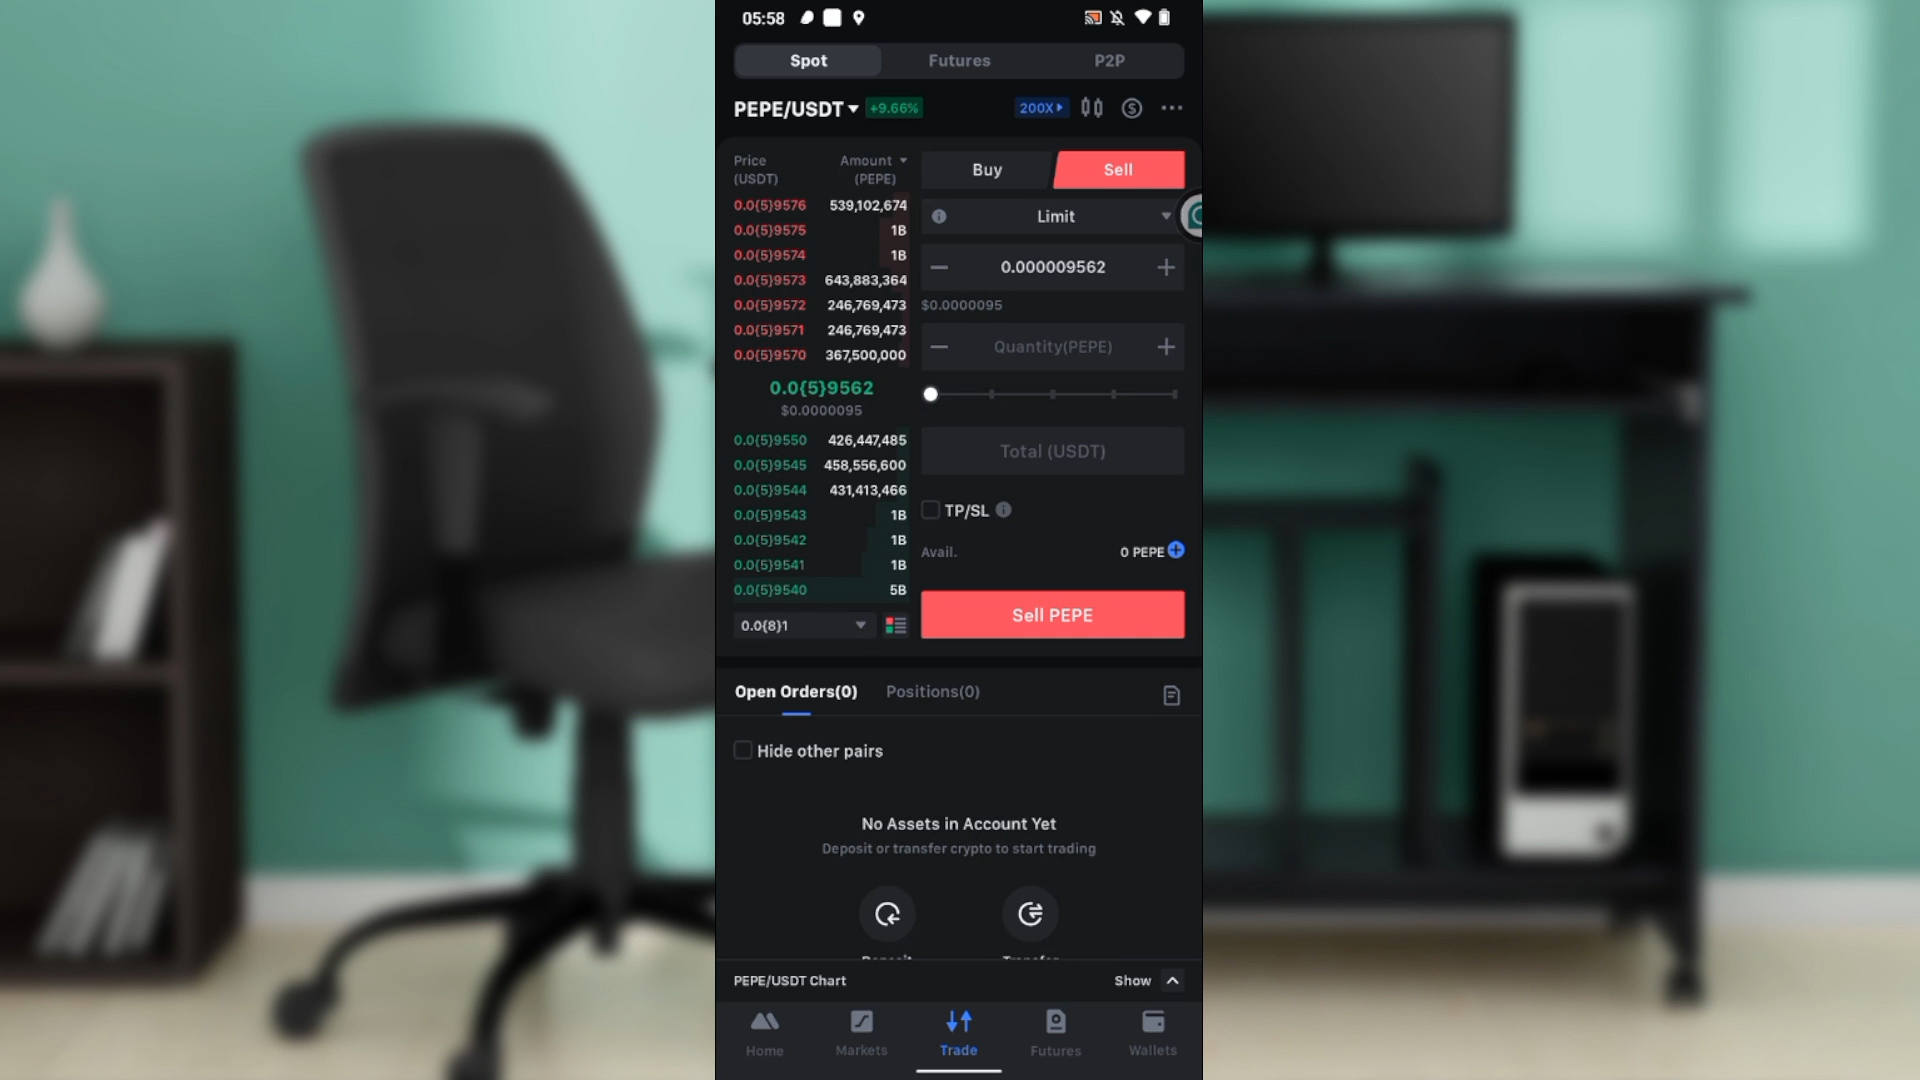 05:58
Spot Futures P2P
PEPE/USDT +9.66% 200X
Price Amount
(USDT) (PEPE)
Buy Sell
0.0{5}9576 539,102,674
0.0{5}9575 1B
0.0{5}9574 1B
0.0{5}9573 643,883,364
0.0{5}9572 246,769,473
0.0{5}9571 246,769,473
0.0{5}9570 367,500,000
0.0{5}9562
$0.0000095
0.0{5}9550 426,447,485
0.0{5}9545 458,556,600
0.0{5}9544 431,413,466
0.0{5}9543 1B
0.0{5}9542 1B
0.0{5}9541 1B
0.0{5}9540 5B
0.0{8}1
Limit
0.000009562
$0.0000095
Quantity(PEPE)
Total (USDT)
TP/SL
Avail. 0 PEPE
Sell PEPE
Open Orders(0) Positions(0)
Hide other pairs
No Assets in Account Yet
Deposit or transfer crypto to start trading
Deposit Transfer
PEPE/USDT Chart Show
Home Markets Trade Futures Wallets